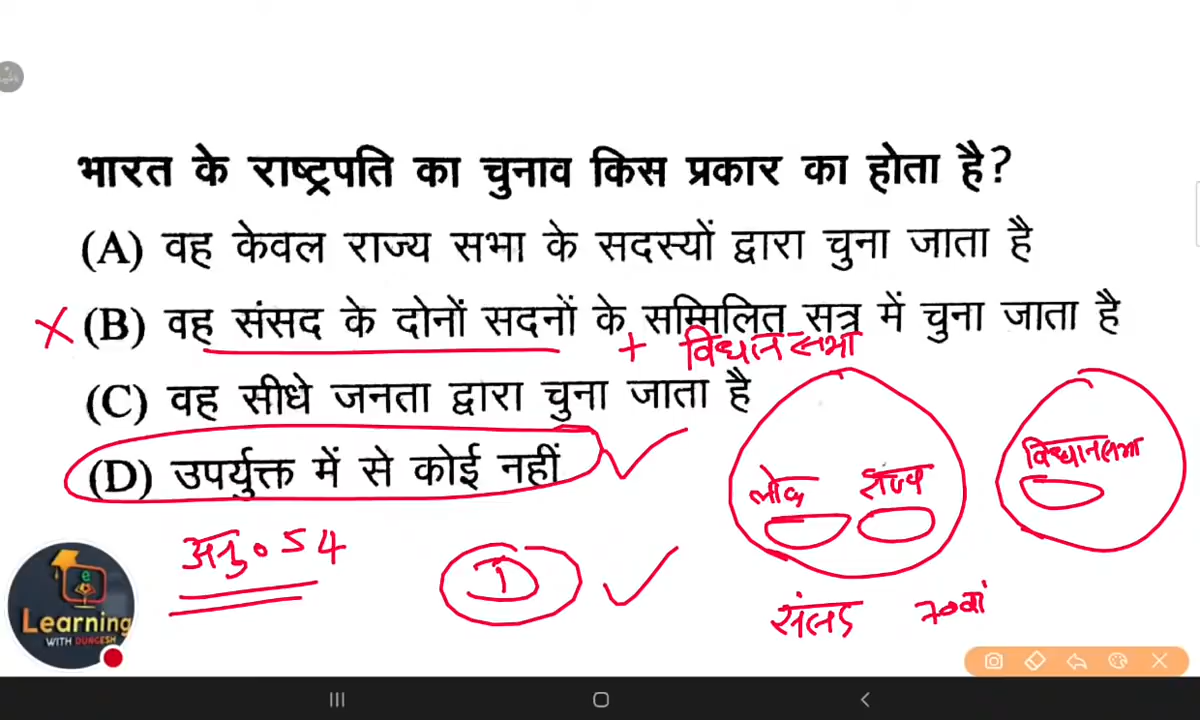 भारत के राष्ट्रपति का चुनाव किस प्रकार का होता है?
(A) वह केवल राज्य सभा के सदस्यों द्वारा चुना जाता है
X (B) वह संसद के दोनों सदनों के सम्मिलित सत्र में चुना जाता है
+ विधानसभा
(C) वह सीधे जनता द्वारा चुना जाता है
(D) उपर्युक्त में से कोई नहीं
लोक राज्य
विधानसभा
अनु० 54
D
संसद 70वां
e
Learning
WITH DURGESH